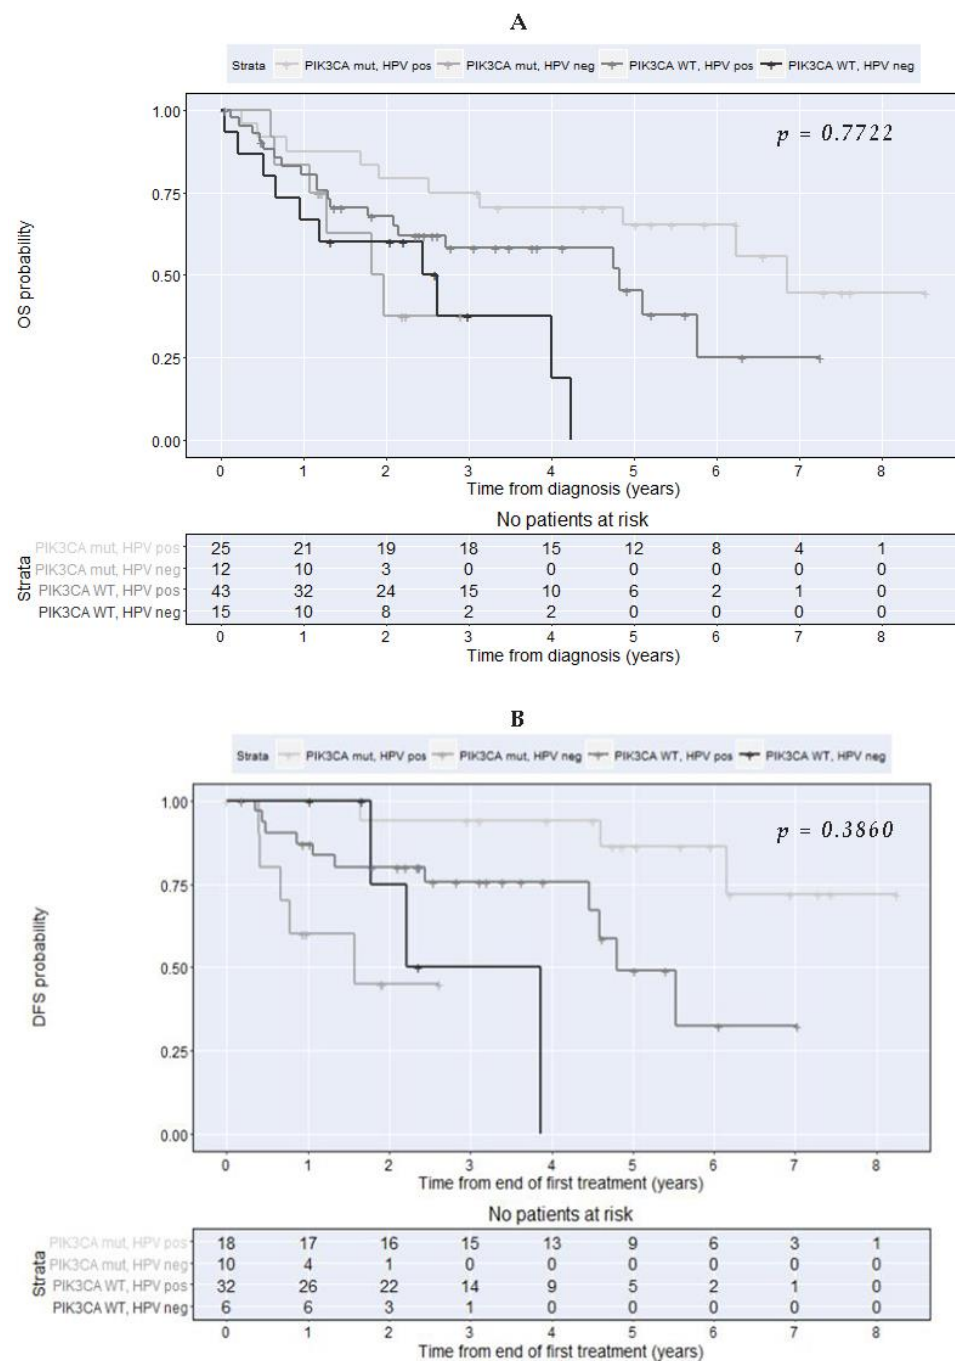 A
Strata PIK3CA mut, HPV pos PIK3CA mut, HPV neg PIK3CA WT, HPV pos PIK3CA WT, HPV neg
p = 0.7722
1.00
0.75
0.50
0.25
0.00
OS probability
0 1 2 3 4 5 6 7 8
Time from diagnosis (years)
No patients at risk
Strata
PIK3CA mut, HPV pos 25 21 19 18 15 12 8 4 1
PIK3CA mut, HPV neg 12 10 3 0 0 0 0 0 0
PIK3CA WT, HPV pos 43 32 24 15 10 6 2 1 0
PIK3CA WT, HPV neg 15 10 8 2 2 0 0 0 0
0 1 2 3 4 5 6 7 8
Time from diagnosis (years)
B
Strata PIK3CA mut, HPV pos PIK3CA mut, HPV neg PIK3CA WT, HPV pos PIK3CA WT, HPV neg
p = 0.3860
1.00
0.75
0.50
0.25
0.00
DFS probability
0 1 2 3 4 5 6 7 8
Time from end of first treatment (years)
No patients at risk
Strata
PIK3CA mut, HPV pos 18 17 16 15 13 9 6 3 1
PIK3CA mut, HPV neg 10 4 1 0 0 0 0 0 0
PIK3CA WT, HPV pos 32 26 22 14 9 5 2 1 0
PIK3CA WT, HPV neg 6 6 3 1 0 0 0 0 0
0 1 2 3 4 5 6 7 8
Time from end of first treatment (years)